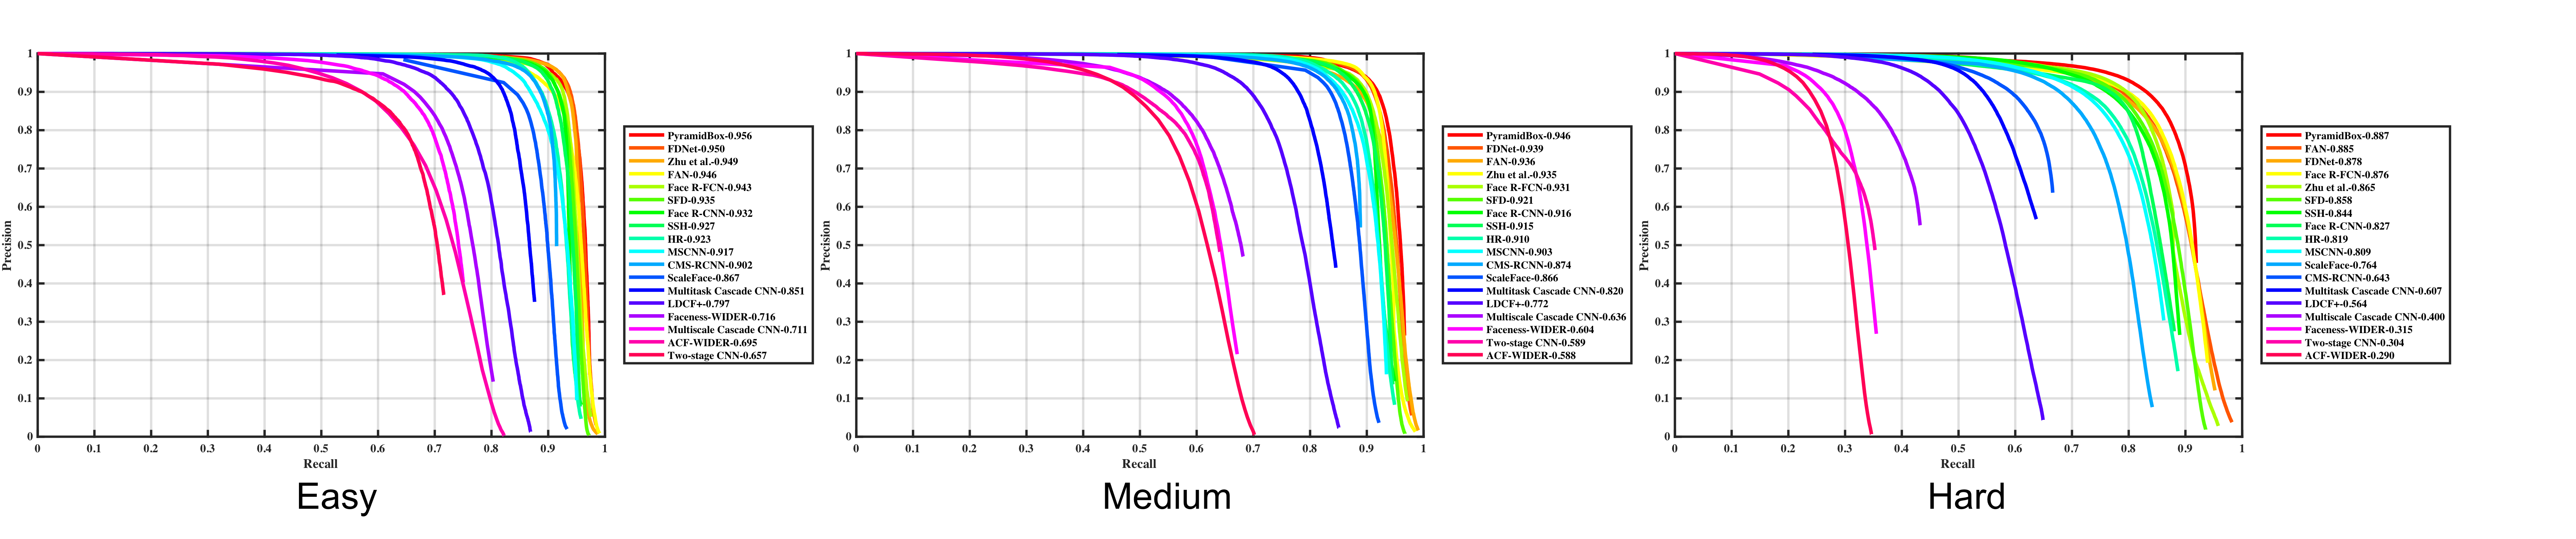 1
0.9
0.8
0.7
0.6
0.5
0.4
0.3
0.2
0.1
0
Precision
0 0.1 0.2 0.3 0.4 0.5 0.6 0.7 0.8 0.9 1
Recall
PyramidBox-0.956
FDNet-0.950
Zhu et al.-0.949
FAN-0.946
Face R-FCN-0.943
SFD-0.935
Face R-CNN-0.932
SSH-0.927
HR-0.923
MSCNN-0.917
CMS-RCNN-0.902
ScaleFace-0.867
Multitask Cascade CNN-0.851
LDCF+-0.797
Faceness-WIDER-0.716
Multiscale Cascade CNN-0.711
ACF-WIDER-0.695
Two-stage CNN-0.657
Easy
1
0.9
0.8
0.7
0.6
0.5
0.4
0.3
0.2
0.1
0
Precision
0 0.1 0.2 0.3 0.4 0.5 0.6 0.7 0.8 0.9 1
Recall
PyramidBox-0.946
FDNet-0.939
FAN-0.936
Zhu et al.-0.935
Face R-FCN-0.931
SFD-0.921
Face R-CNN-0.916
SSH-0.915
HR-0.910
MSCNN-0.903
CMS-RCNN-0.874
ScaleFace-0.866
Multitask Cascade CNN-0.820
LDCF+-0.772
Multiscale Cascade CNN-0.636
Faceness-WIDER-0.604
Two-stage CNN-0.589
ACF-WIDER-0.588
Medium
1
0.9
0.8
0.7
0.6
0.5
0.4
0.3
0.2
0.1
0
Precision
0 0.1 0.2 0.3 0.4 0.5 0.6 0.7 0.8 0.9 1
Recall
PyramidBox-0.887
FAN-0.885
FDNet-0.878
Face R-FCN-0.876
Zhu et al.-0.865
SFD-0.858
SSH-0.844
Face R-CNN-0.827
HR-0.819
MSCNN-0.809
ScaleFace-0.764
CMS-RCNN-0.643
Multitask Cascade CNN-0.607
LDCF+-0.564
Multiscale Cascade CNN-0.400
Faceness-WIDER-0.315
Two-stage CNN-0.304
ACF-WIDER-0.290
Hard